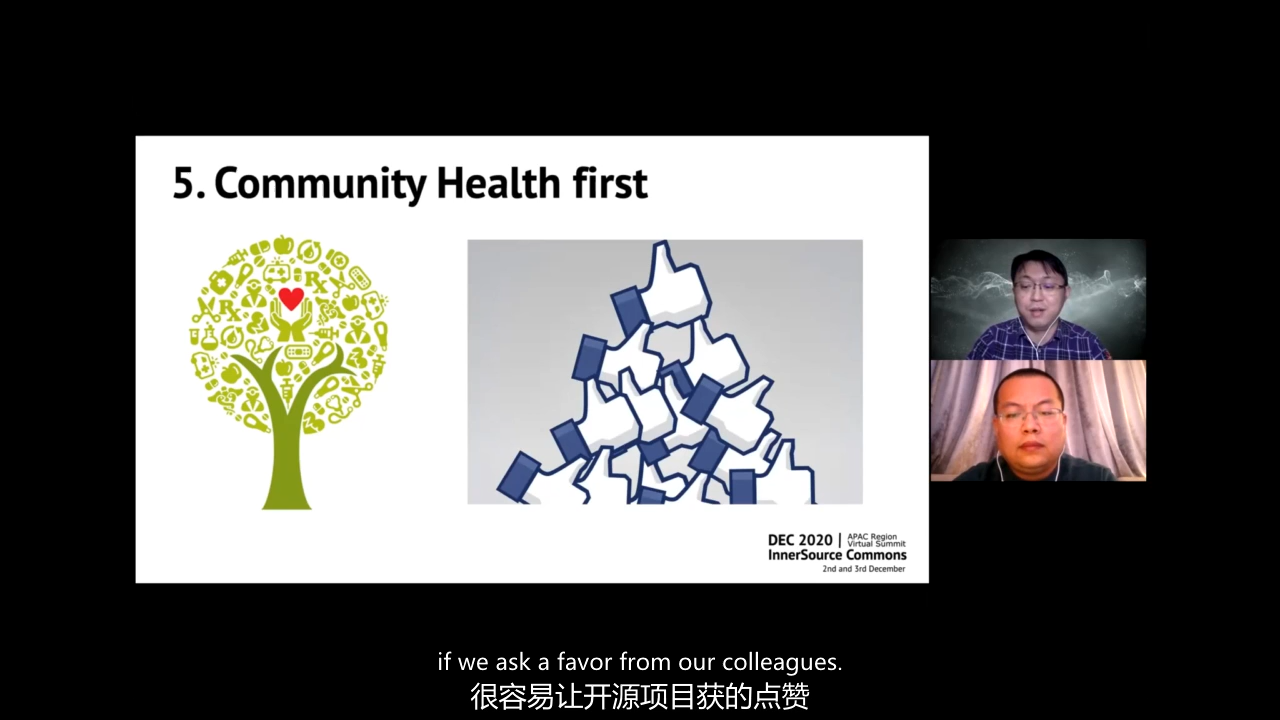 5. Community Health first
DEC 2020 | APAC Region
Virtual Summit
InnerSource Commons
2nd and 3rd December
if we ask a favor from our colleagues.
很容易让开源项目获的点赞